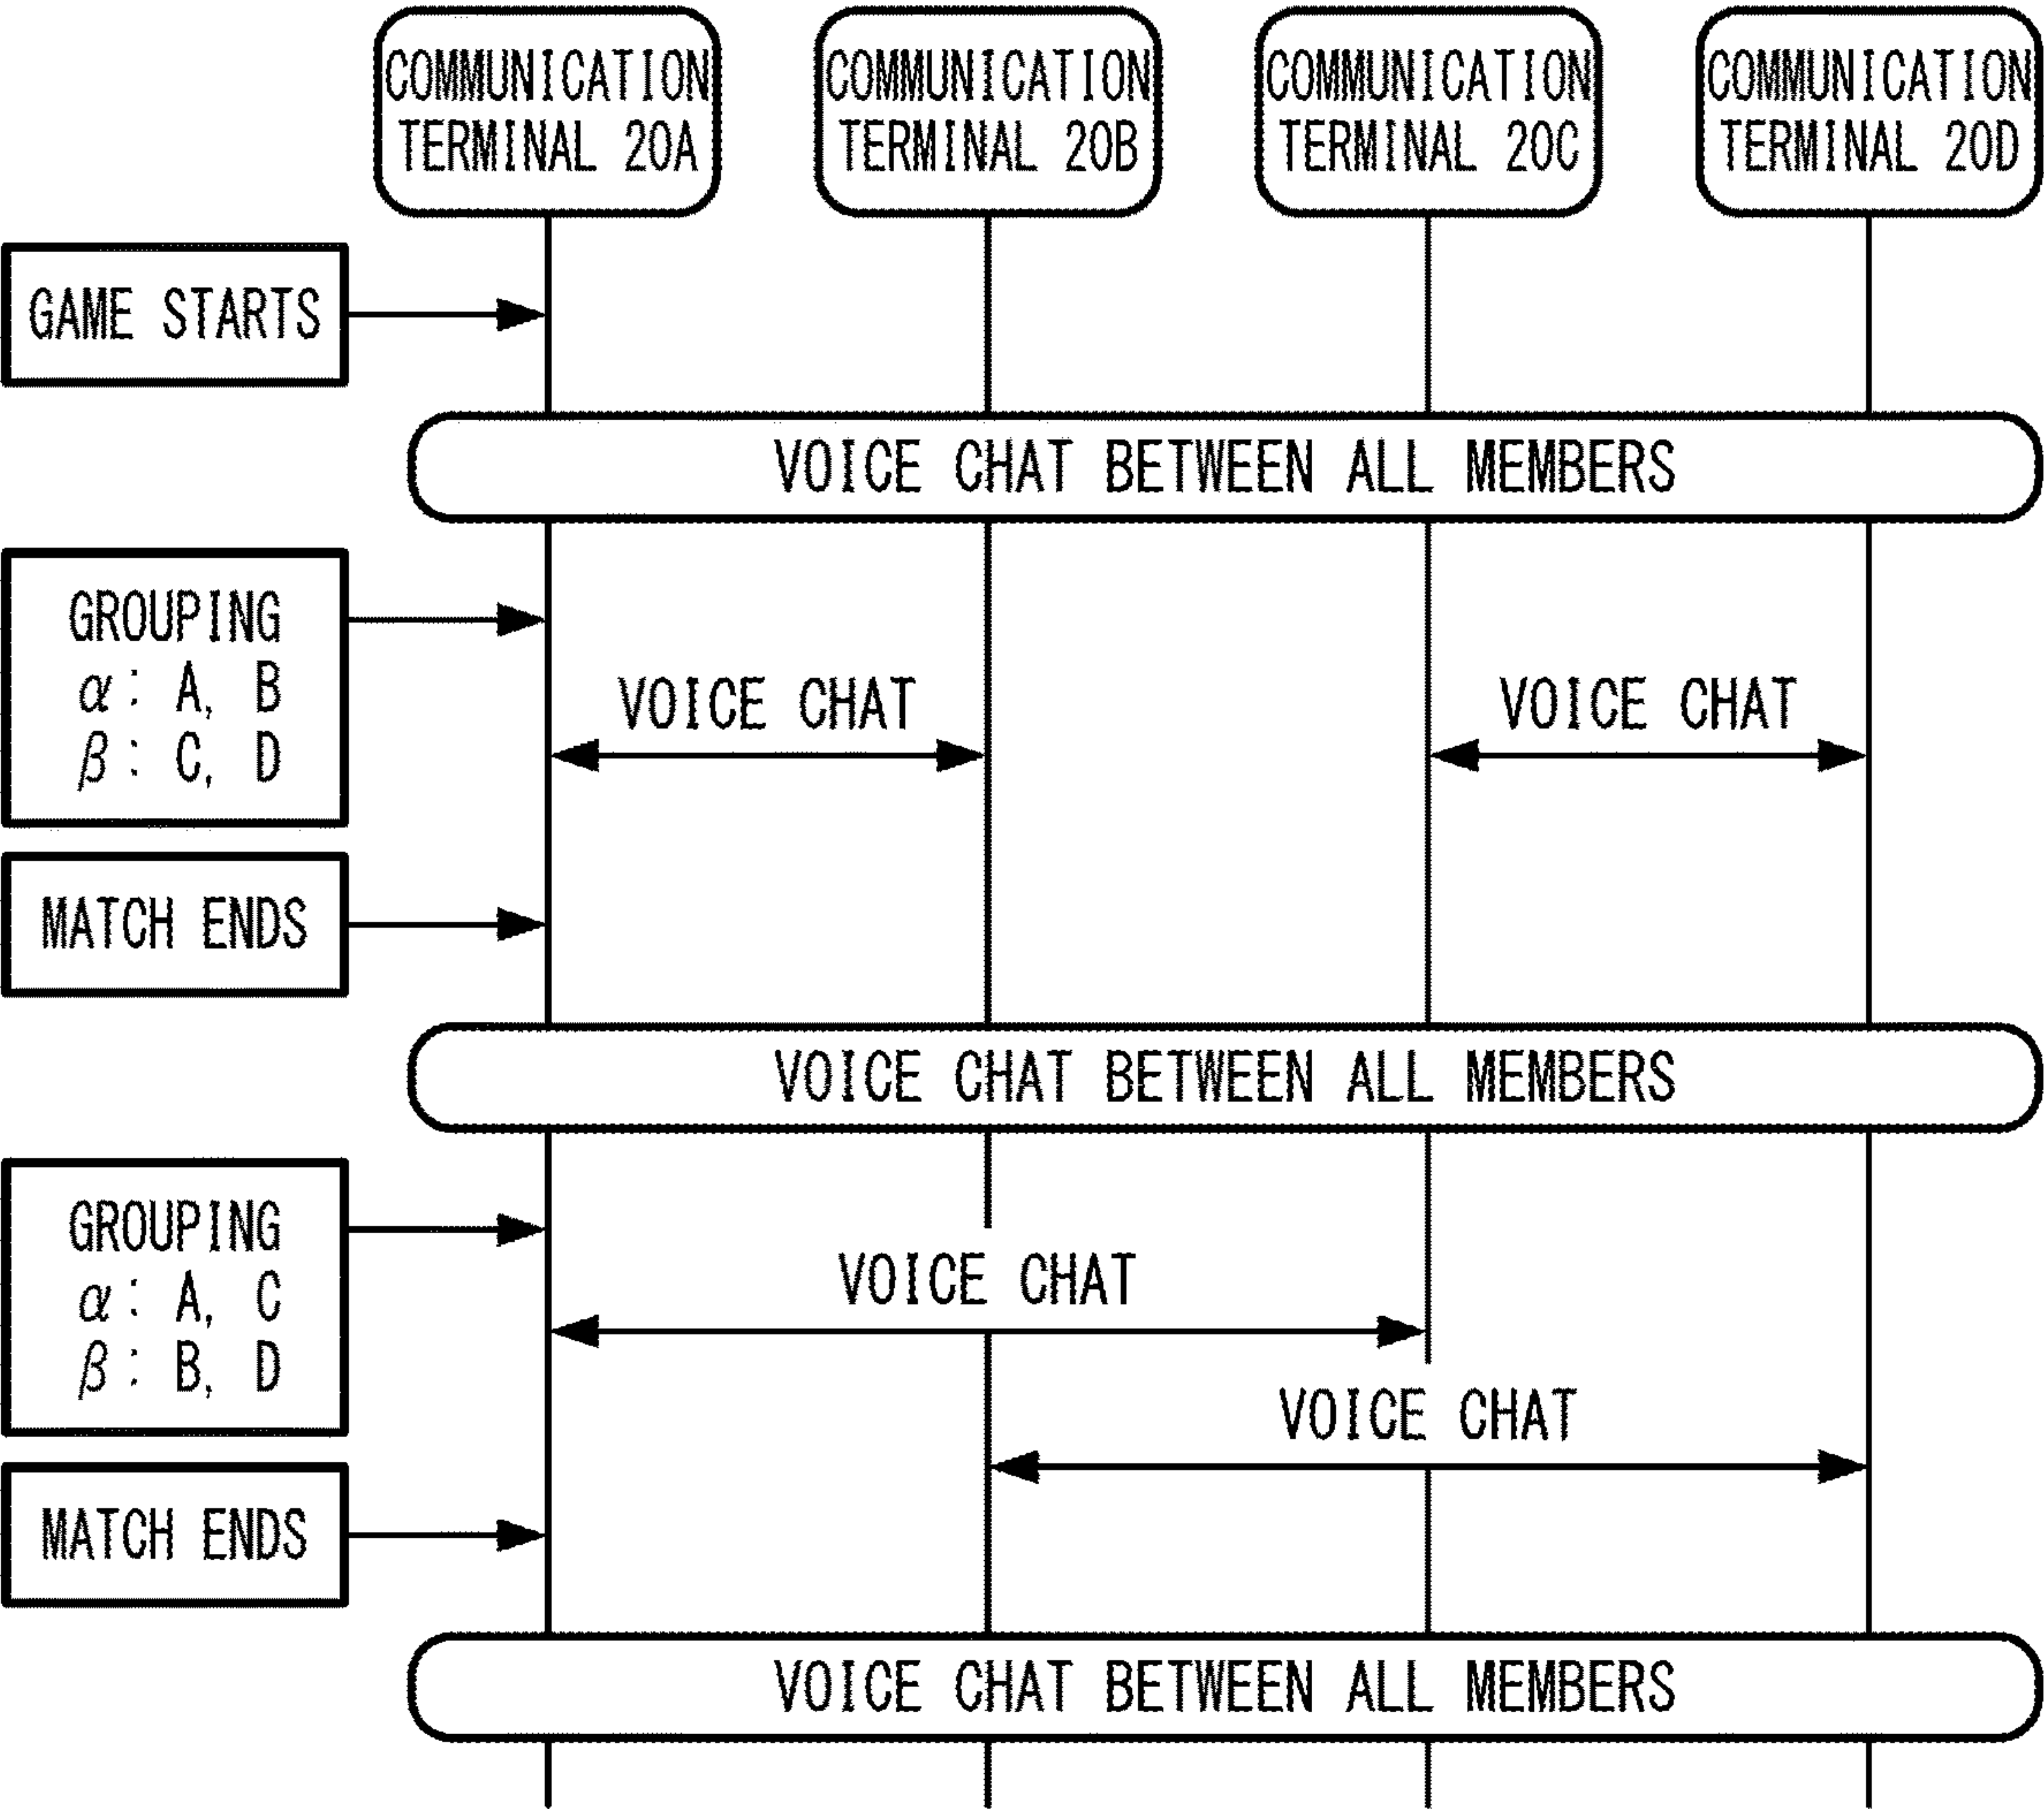 COMMUNICATION
TERMINAL 20A
COMMUNICATION
TERMINAL 20B
COMMUNICATION
TERMINAL 20C
COMMUNICATION
TERMINAL 20D
GAME STARTS
VOICE CHAT BETWEEN ALL MEMBERS
GROUPING
α: A, B
β: C, D
VOICE CHAT
VOICE CHAT
MATCH ENDS
VOICE CHAT BETWEEN ALL MEMBERS
GROUPING
α: A, C
β: B, D
VOICE CHAT
VOICE CHAT
MATCH ENDS
VOICE CHAT BETWEEN ALL MEMBERS